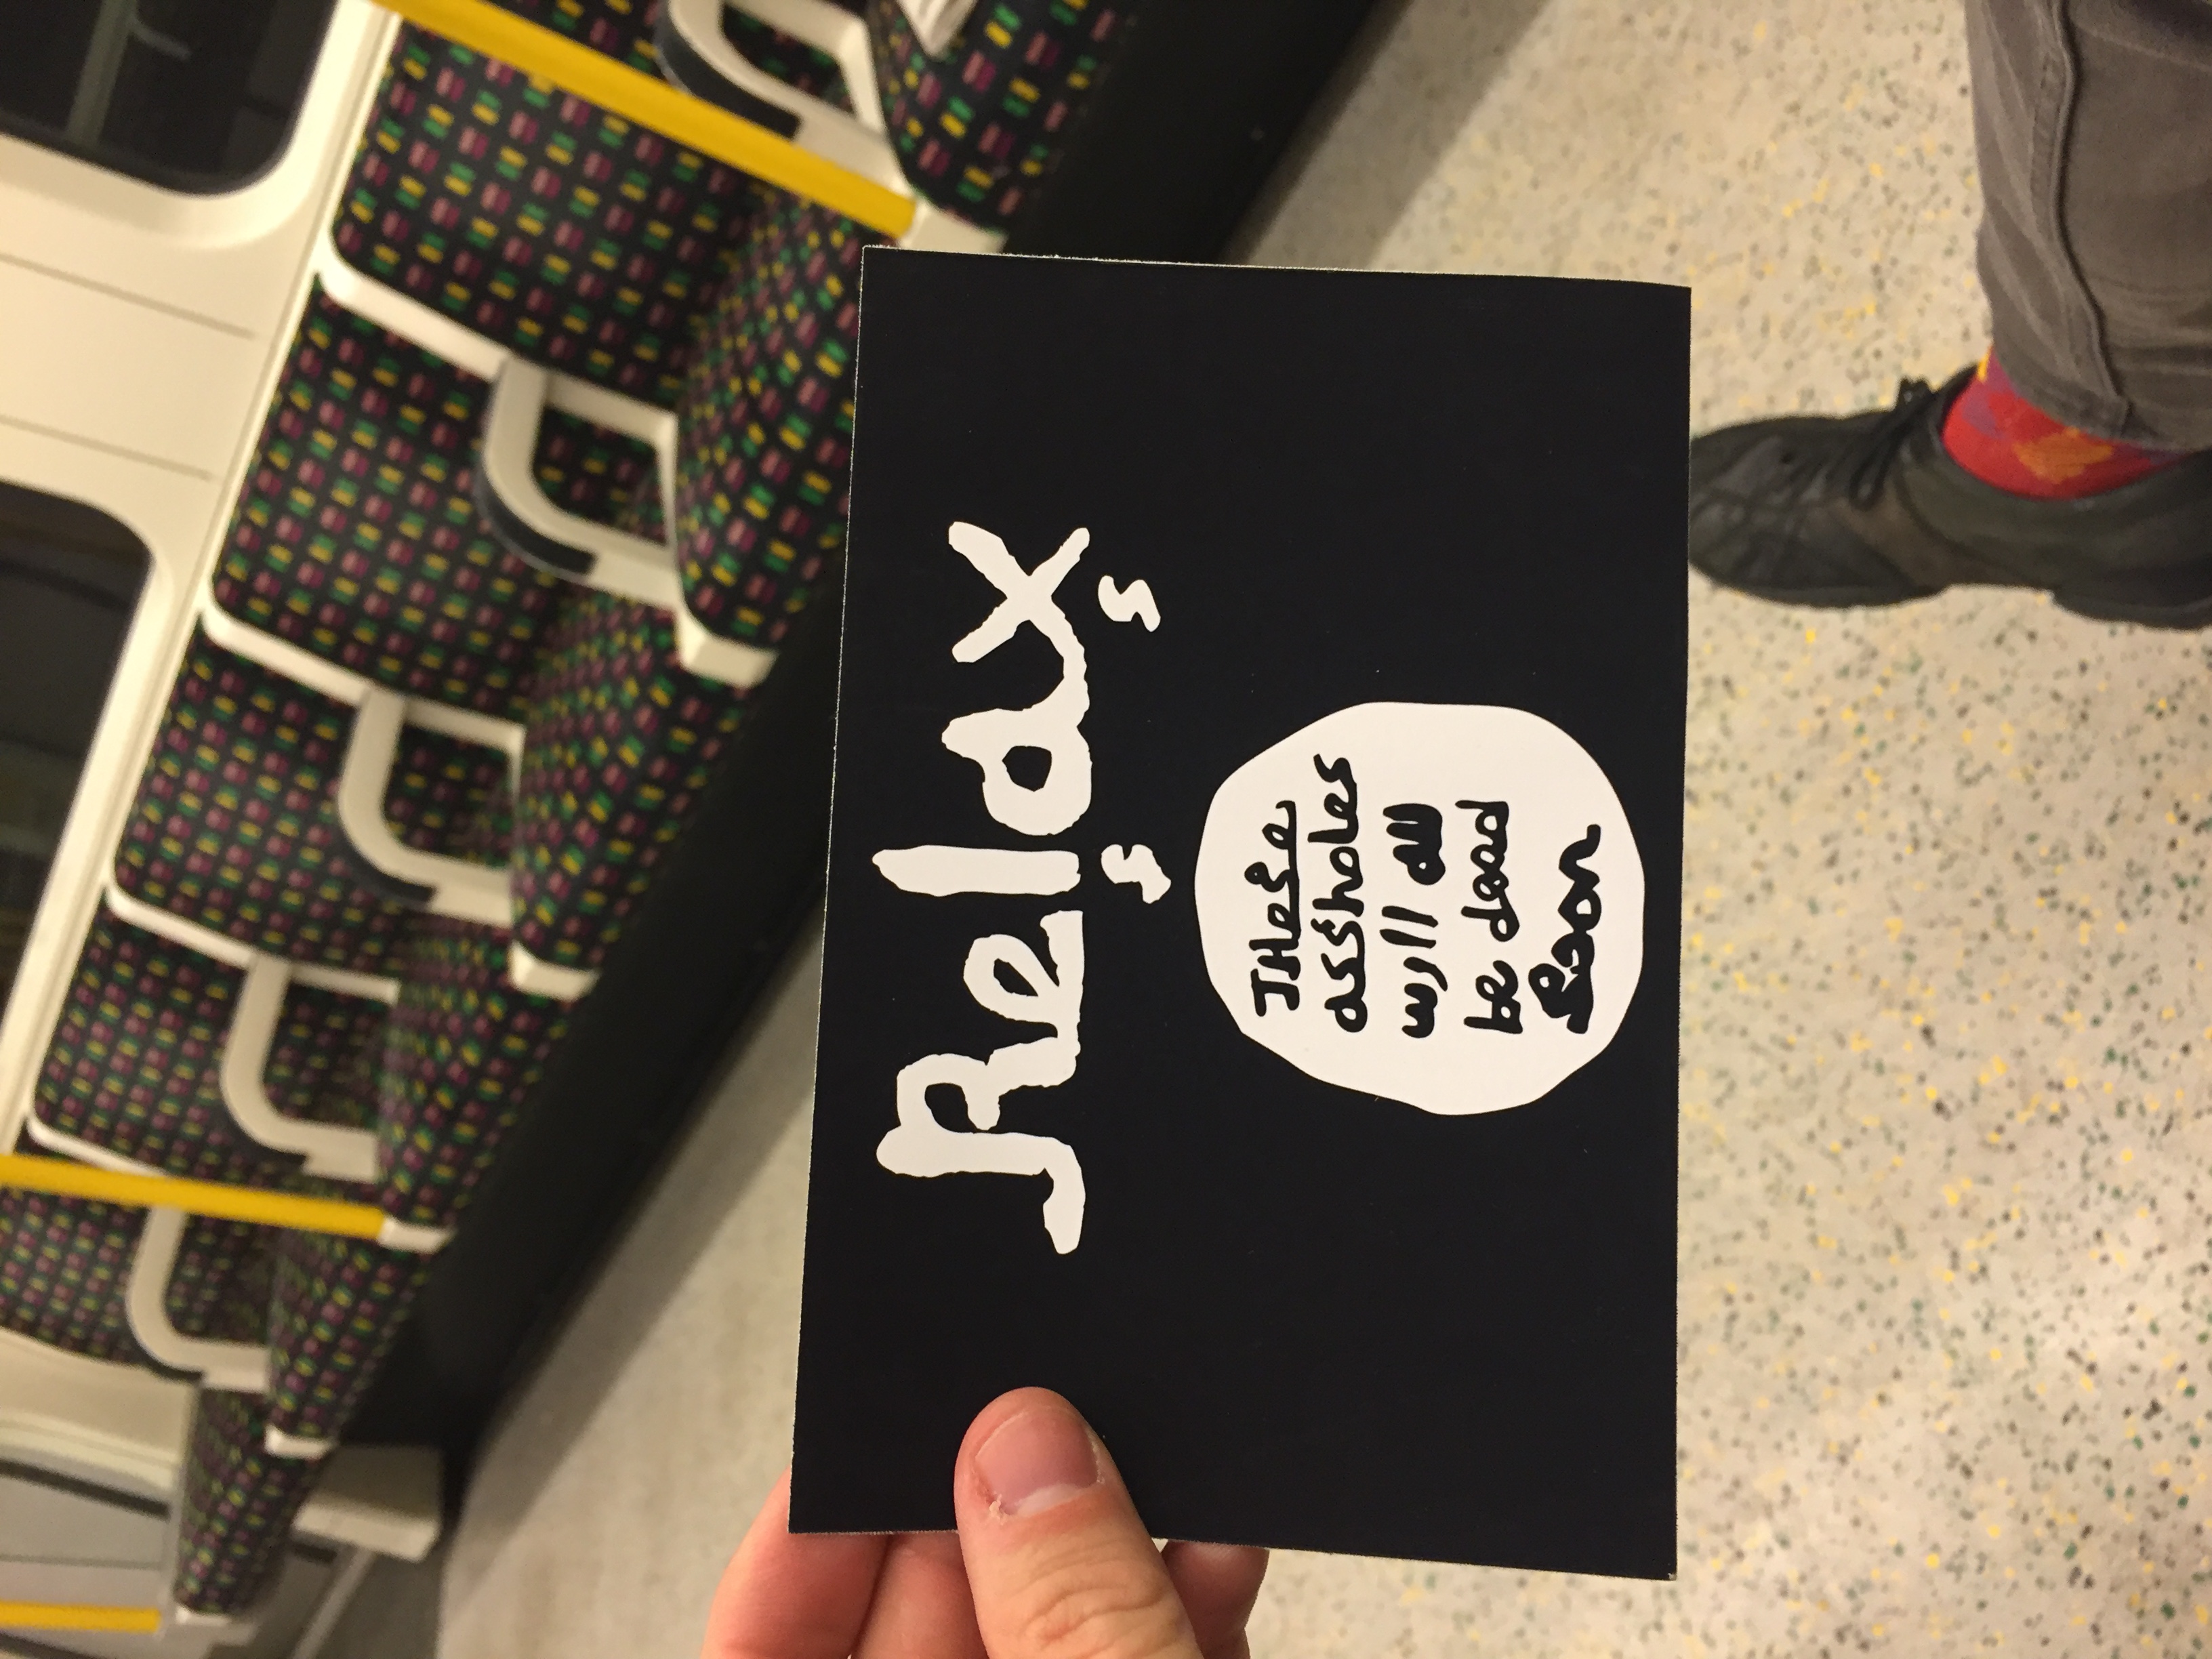 Relax
these
assholes
will all
be dead
soon